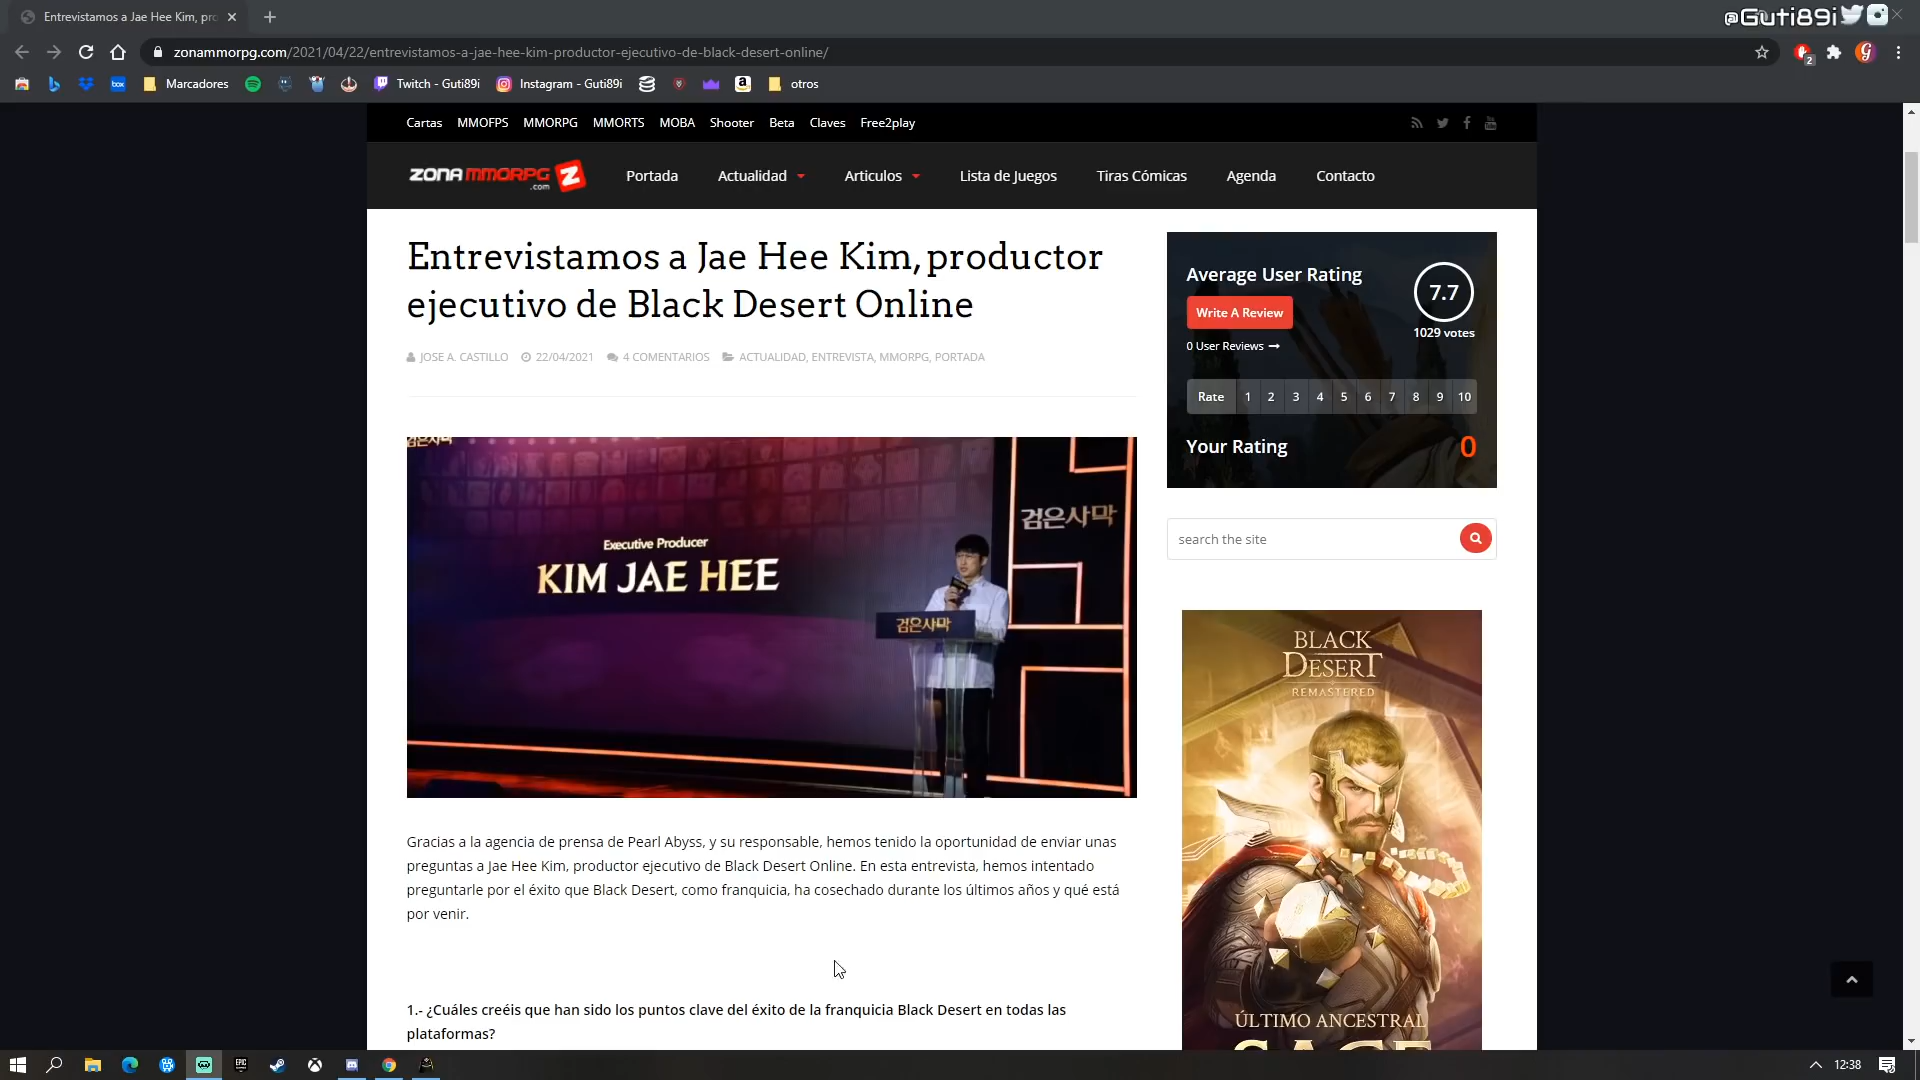 Entrevistamos a Jae Hee Kim, pro
@Guti89i
zonammorpg.com/2021/04/22/entrevistamos-a-jae-hee-kim-productor-ejecutivo-de-black-desert-online/
2
Marcadores
Twitch - Guti89i
Instagram - Guti89i
otros
Cartas MMOFPS MMORPG MMORTS MOBA Shooter Beta Claves Free2play
ZONA MMORPG .com Z
Portada Actualidad Articulos Lista de Juegos Tiras Cómicas Agenda Contacto
Entrevistamos a Jae Hee Kim, productor
ejecutivo de Black Desert Online
JOSE A. CASTILLO 22/04/2021 4 COMENTARIOS ACTUALIDAD, ENTREVISTA, MMORPG, PORTADA
검은사막
Executive Producer
KIM JAE HEE
검은사막
검은사막
Gracias a la agencia de prensa de Pearl Abyss, y su responsable, hemos tenido la oportunidad de enviar unas
preguntas a Jae Hee Kim, productor ejecutivo de Black Desert Online. En esta entrevista, hemos intentado
preguntarle por el éxito que Black Desert, como franquicia, ha cosechado durante los últimos años y qué está
por venir.
1.- ¿Cuáles creéis que han sido los puntos clave del éxito de la franquicia Black Desert en todas las
plataformas?
Average User Rating
7.7
Write A Review
1029 votes
0 User Reviews
Rate 1 2 3 4 5 6 7 8 9 10
Your Rating 0
search the site
BLACK
DESERT
REMASTERED
ÚLTIMO ANCESTRAL
SAGE
12:38